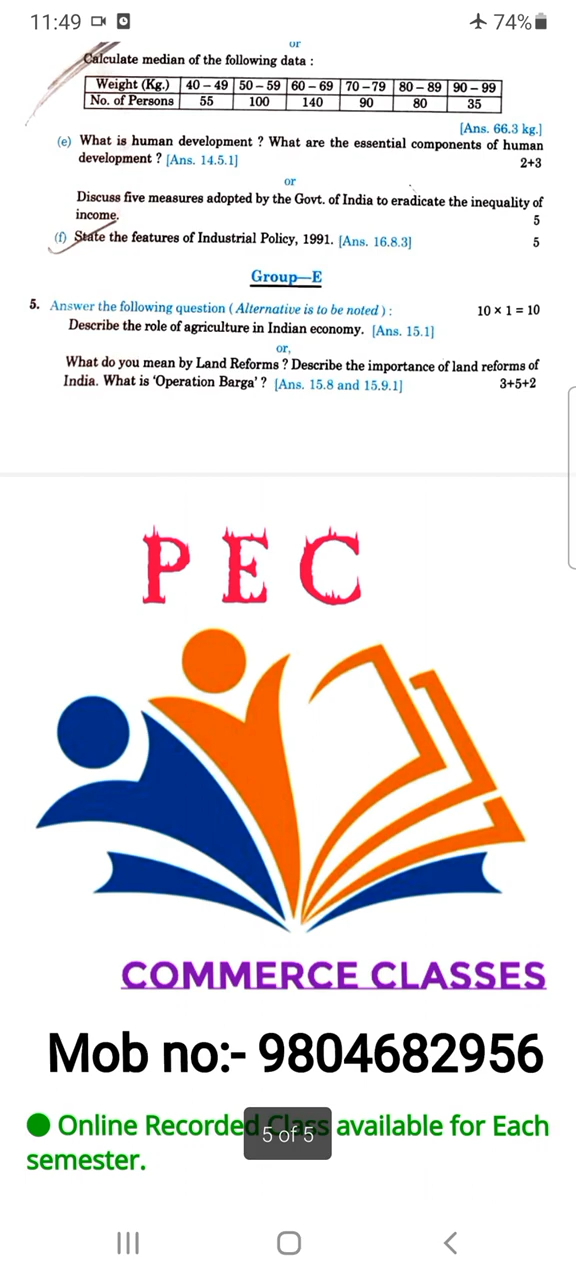 11:49
74%
or
Calculate median of the following data :
Weight (Kg.) 40 – 49 50 – 59 60 – 69 70 – 79 80 – 89 90 – 99
No. of Persons 55 100 140 90 80 35
[Ans. 66.3 kg.]
(e) What is human development ? What are the essential components of human
development ? [Ans. 14.5.1] 2+3
or
Discuss five measures adopted by the Govt. of India to eradicate the inequality of
income. 5
(f) State the features of Industrial Policy, 1991. [Ans. 16.8.3] 5
Group—E
5. Answer the following question (Alternative is to be noted) : 10 × 1 = 10
Describe the role of agriculture in Indian economy. [Ans. 15.1]
or,
What do you mean by Land Reforms ? Describe the importance of land reforms of
India. What is 'Operation Barga' ? [Ans. 15.8 and 15.9.1] 3+5+2
PEC
COMMERCE CLASSES
Mob no:- 9804682956
Online Recorded Class available for Each
5 of 5
semester.